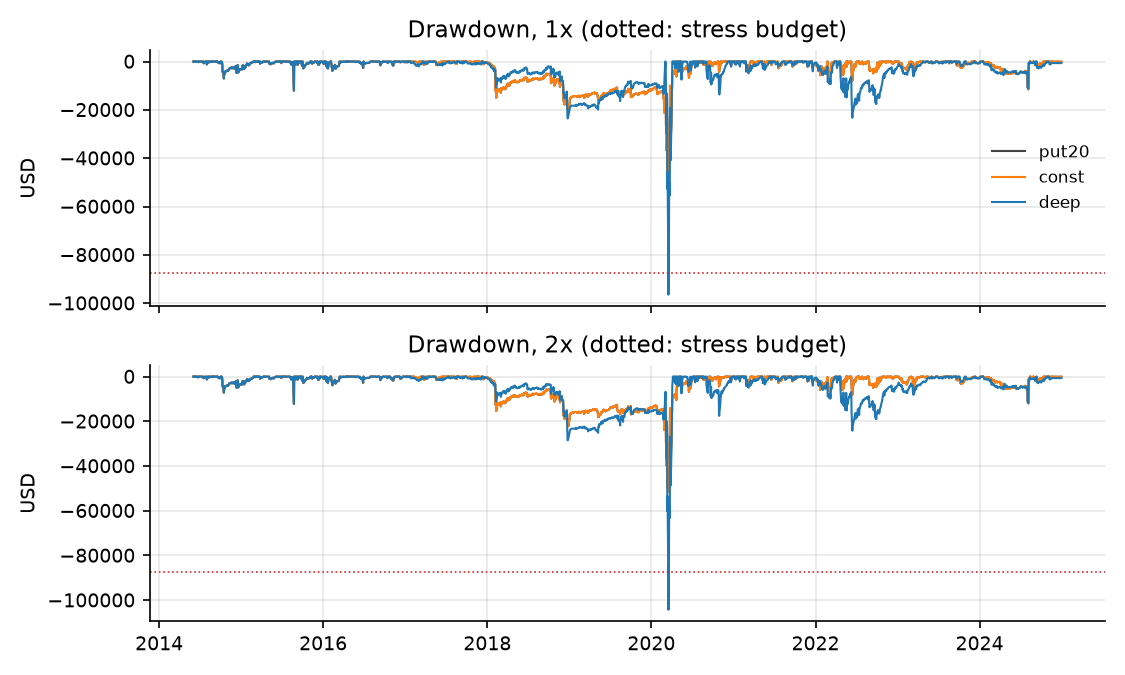 Drawdown, 1x (dotted: stress budget)
0
−20000
−40000
−60000
−80000
−100000
USD
put20
const
deep
Drawdown, 2x (dotted: stress budget)
0
−20000
−40000
−60000
−80000
−100000
USD
2014 2016 2018 2020 2022 2024